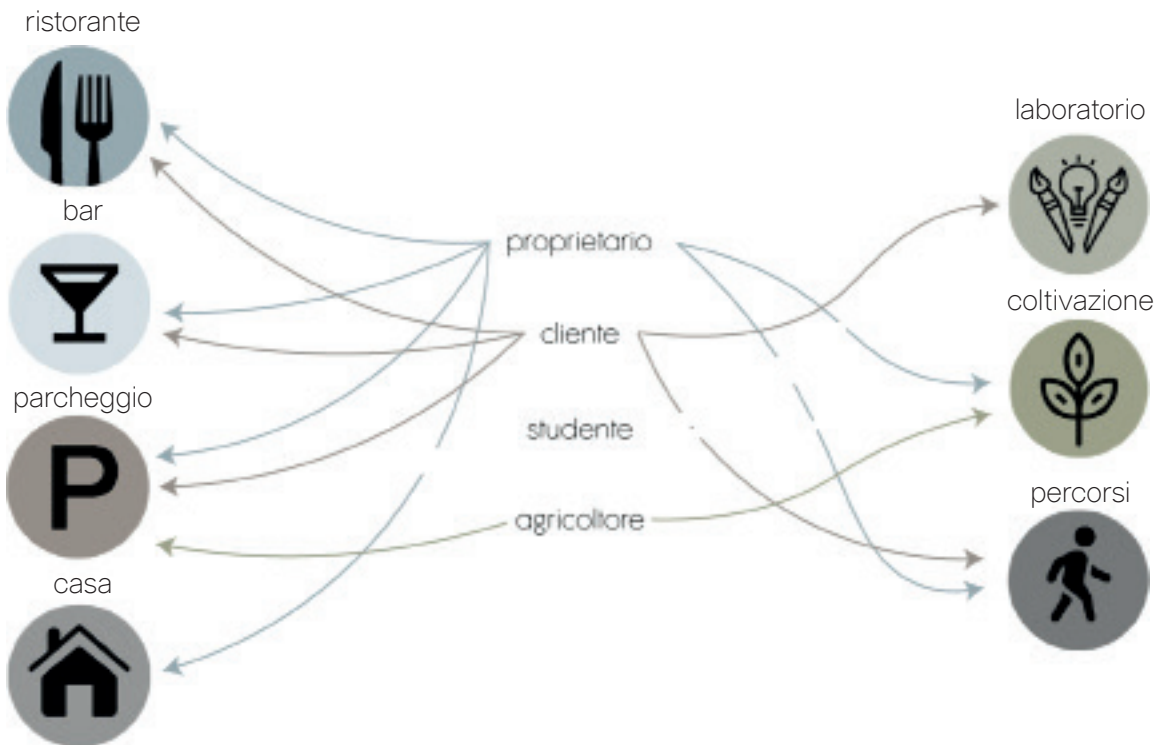 ristorante
bar
parcheggio
P
casa
proprietario
cliente
studente
agricoltore
laboratorio
coltivazione
percorsi